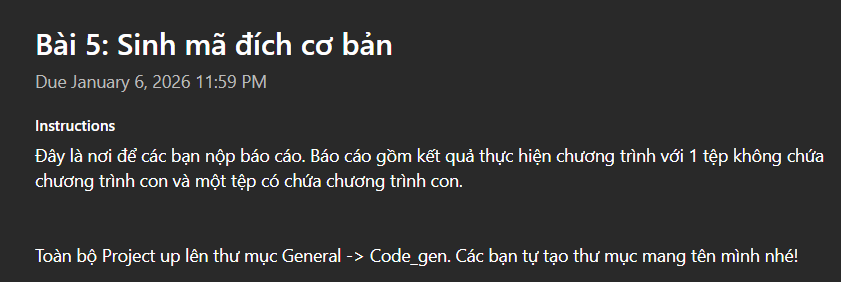 Bài 5: Sinh mã đích cơ bản
Due January 6, 2026 11:59 PM
Instructions
Đây là nơi để các bạn nộp báo cáo. Báo cáo gồm kết quả thực hiện chương trình với 1 tệp không chứa
chương trình con và một tệp có chứa chương trình con.
Toàn bộ Project up lên thư mục General -> Code_gen. Các bạn tự tạo thư mục mang tên mình nhé!